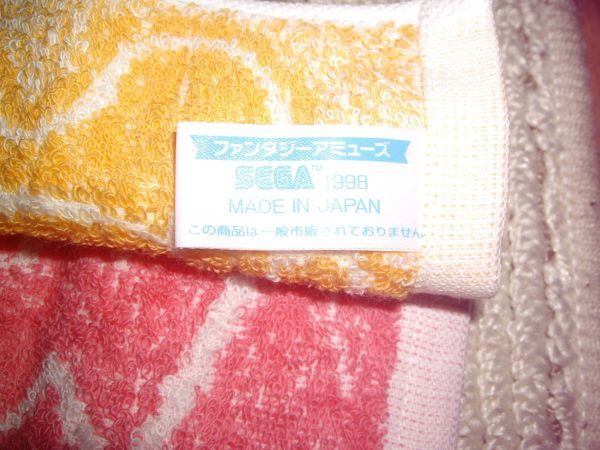 ファンタジーアミューズ
SEGA™ 1998
MADE IN JAPAN
この商品は一般市販されておりません